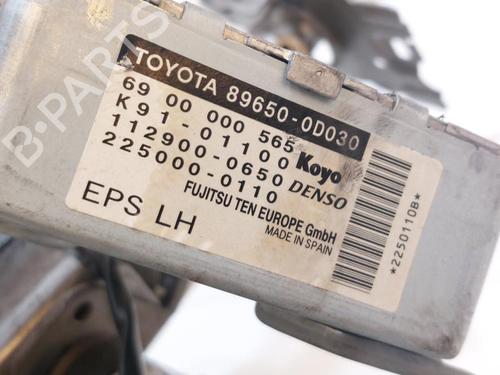 TOYOTA 89650-0D030
69 00 000 565
K91-01100 Koyo
112900-0650 DENSO
225000-0110
FUJITSU TEN EUROPE GmbH
EPS LH
MADE IN SPAIN
*2250110B*
B-Parts